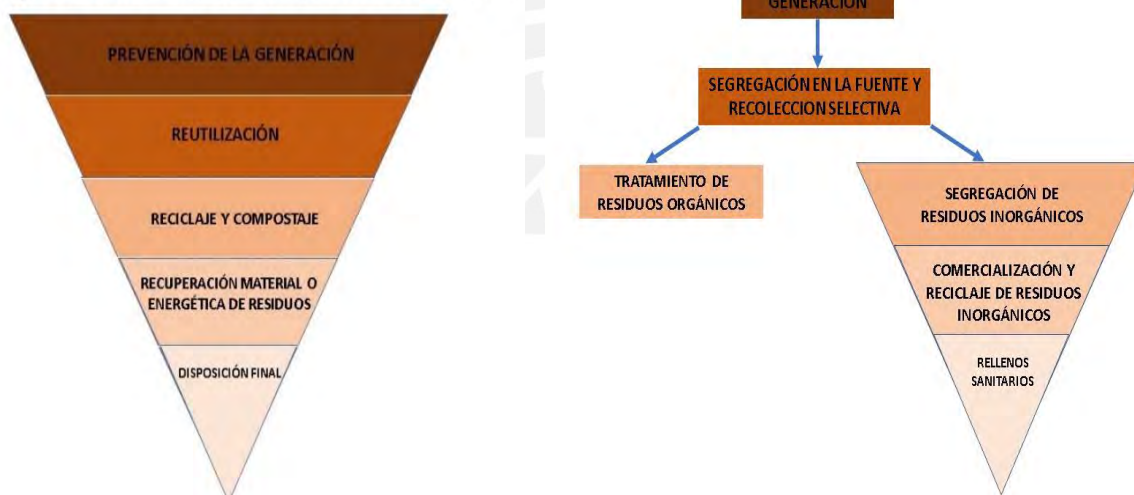 PREVENCIÓN DE LA GENERACIÓN
REUTILIZACIÓN
RECICLAJE Y COMPOSTAJE
RECUPERACIÓN MATERIAL O
ENERGÉTICA DE RESIDUOS
DISPOSICIÓN FINAL
GENERACIÓN
SEGREGACIÓN EN LA FUENTE Y
RECOLECCION SELECTIVA
TRATAMIENTO DE
RESIDUOS ORGÁNICOS
SEGREGACIÓN DE
RESIDUOS INORGÁNICOS
COMERCIALIZACIÓN Y
RECICLAJE DE RESIDUOS
INORGÁNICOS
RELLENOS
SANITARIOS